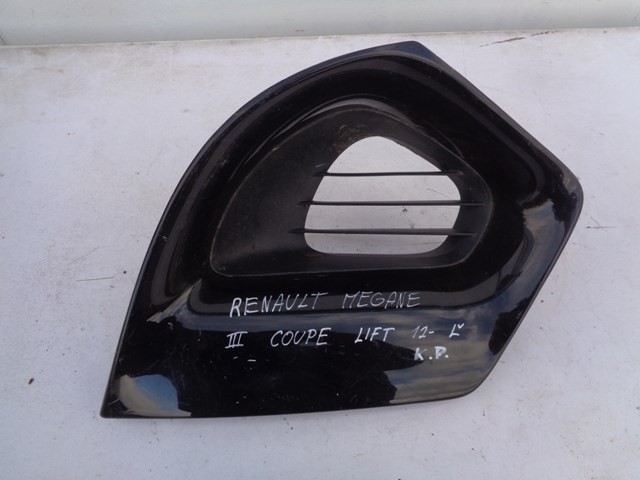 RENAULT MEGANE
III COUPE LIFT 12- Ľ
K.P.